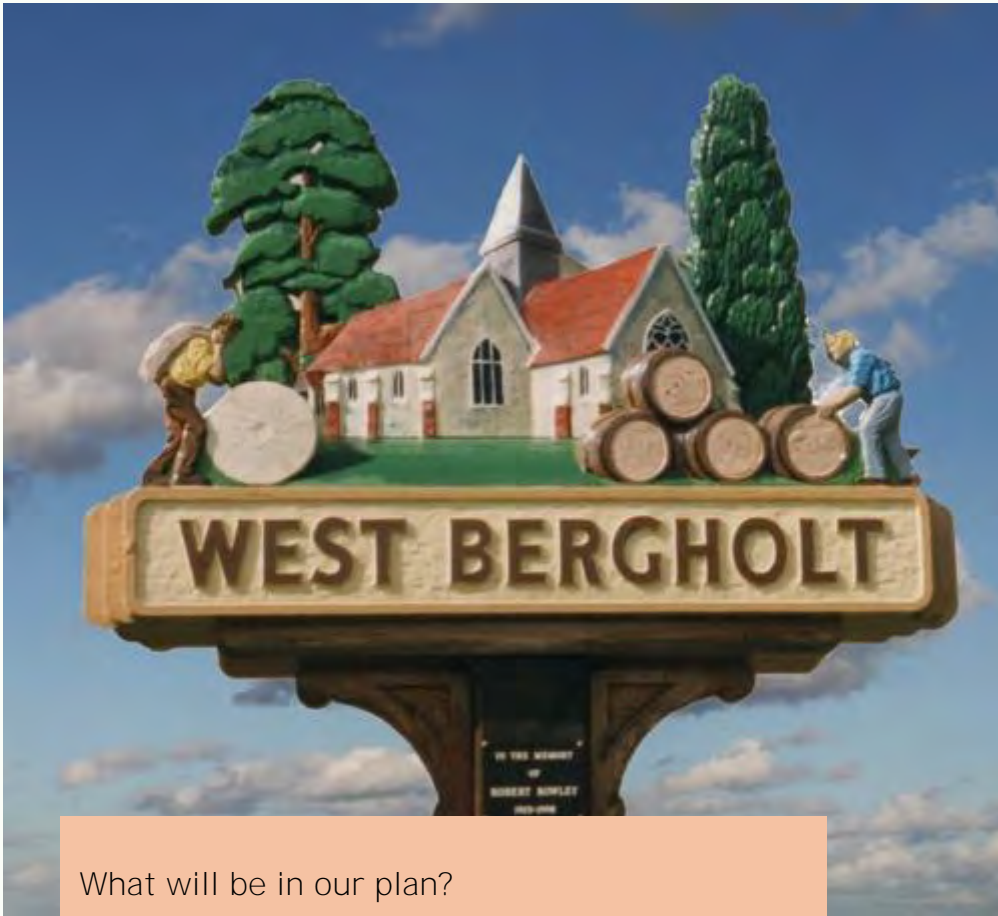 WEST BERGHOLT
IN THE MEMORY
OF
ROBERT ROWLEY
What will be in our plan?